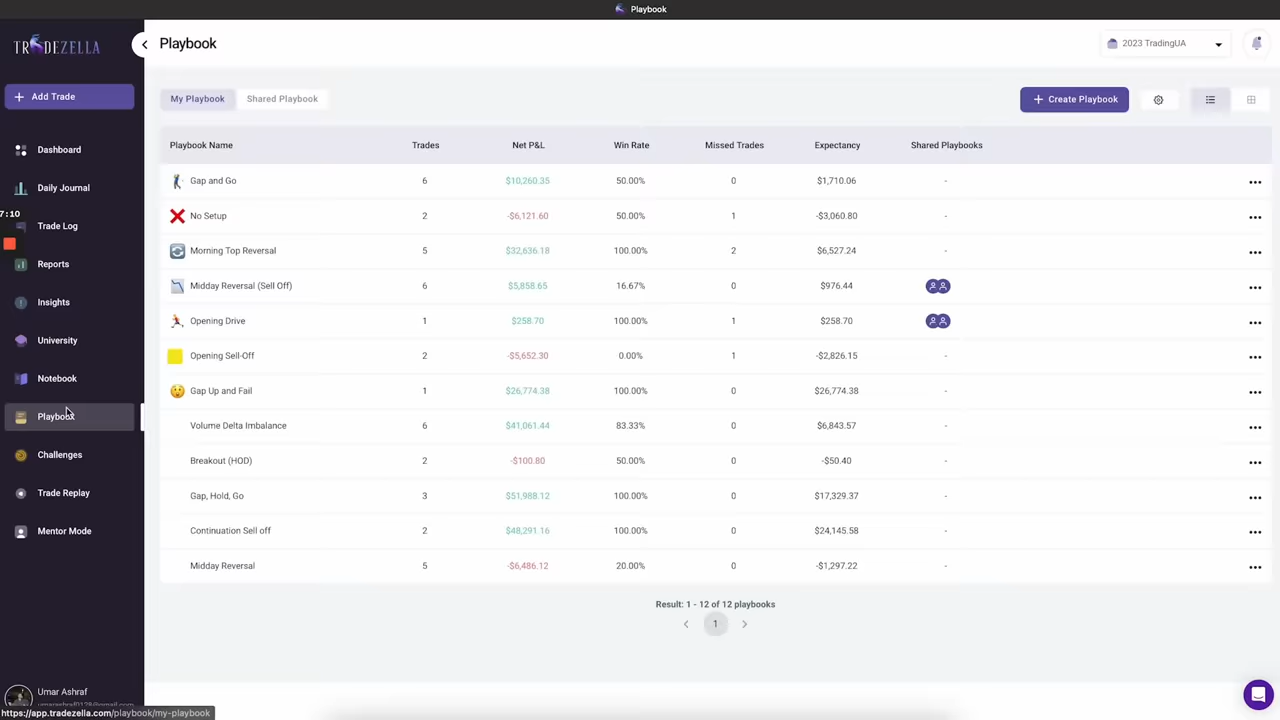 Playbook
TRADEZELLA
Playbook
2023 TradingUA
+ Add Trade
My Playbook
Shared Playbook
+ Create Playbook
Playbook Name Trades Net P&L Win Rate Missed Trades Expectancy Shared Playbooks
Dashboard
Daily Journal
7:10
Trade Log
Reports
Insights
University
Notebook
Playbook
Challenges
Trade Replay
Mentor Mode
Gap and Go 6 $10,260.35 50.00% 0 $1,710.06 -
No Setup 2 -$6,121.60 50.00% 1 -$3,060.80 -
Morning Top Reversal 5 $32,636.18 100.00% 2 $6,527.24 -
Midday Reversal (Sell Off) 6 $5,858.65 16.67% 0 $976.44
Opening Drive 1 $258.70 100.00% 1 $258.70
Opening Sell-Off 2 -$5,652.30 0.00% 1 -$2,826.15 -
Gap Up and Fail 1 $26,774.38 100.00% 0 $26,774.38 -
Volume Delta Imbalance 6 $41,061.44 83.33% 0 $6,843.57 -
Breakout (HOD) 2 -$100.80 50.00% 0 -$50.40 -
Gap, Hold, Go 3 $51,988.12 100.00% 0 $17,329.37 -
Continuation Sell off 2 $48,291.16 100.00% 0 $24,145.58 -
Midday Reversal 5 -$6,486.12 20.00% 0 -$1,297.22 -
Result: 1 - 12 of 12 playbooks
1
Umar Ashraf
https://app.tradezella.com/playbook/my-playbook